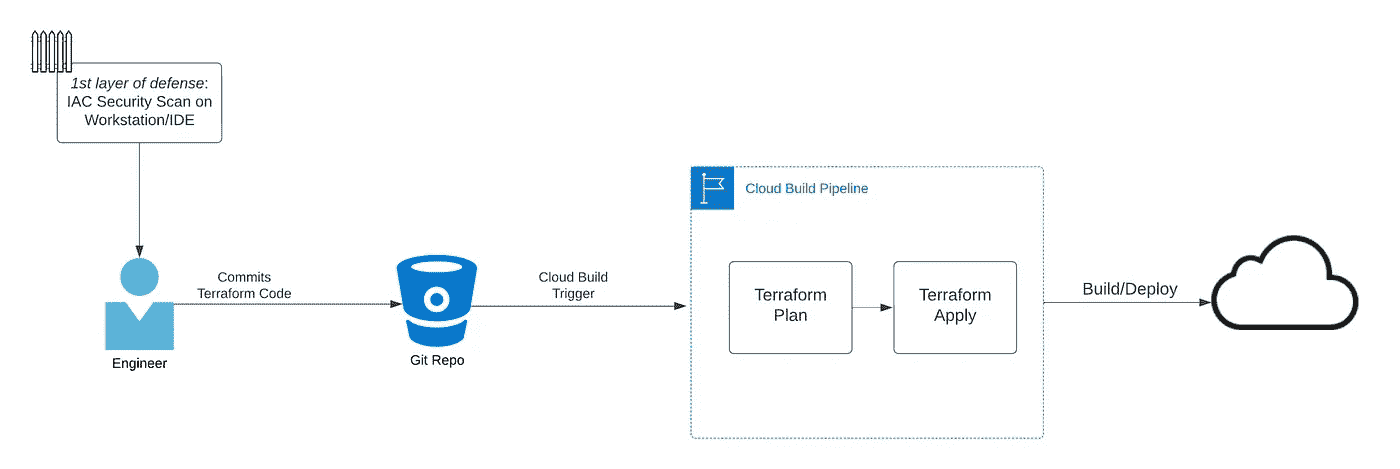 1st layer of defense:
IAC Security Scan on
Workstation/IDE
Engineer
Commits
Terraform Code
Git Repo
Cloud Build
Trigger
Cloud Build Pipeline
Terraform
Plan
Terraform
Apply
Build/Deploy